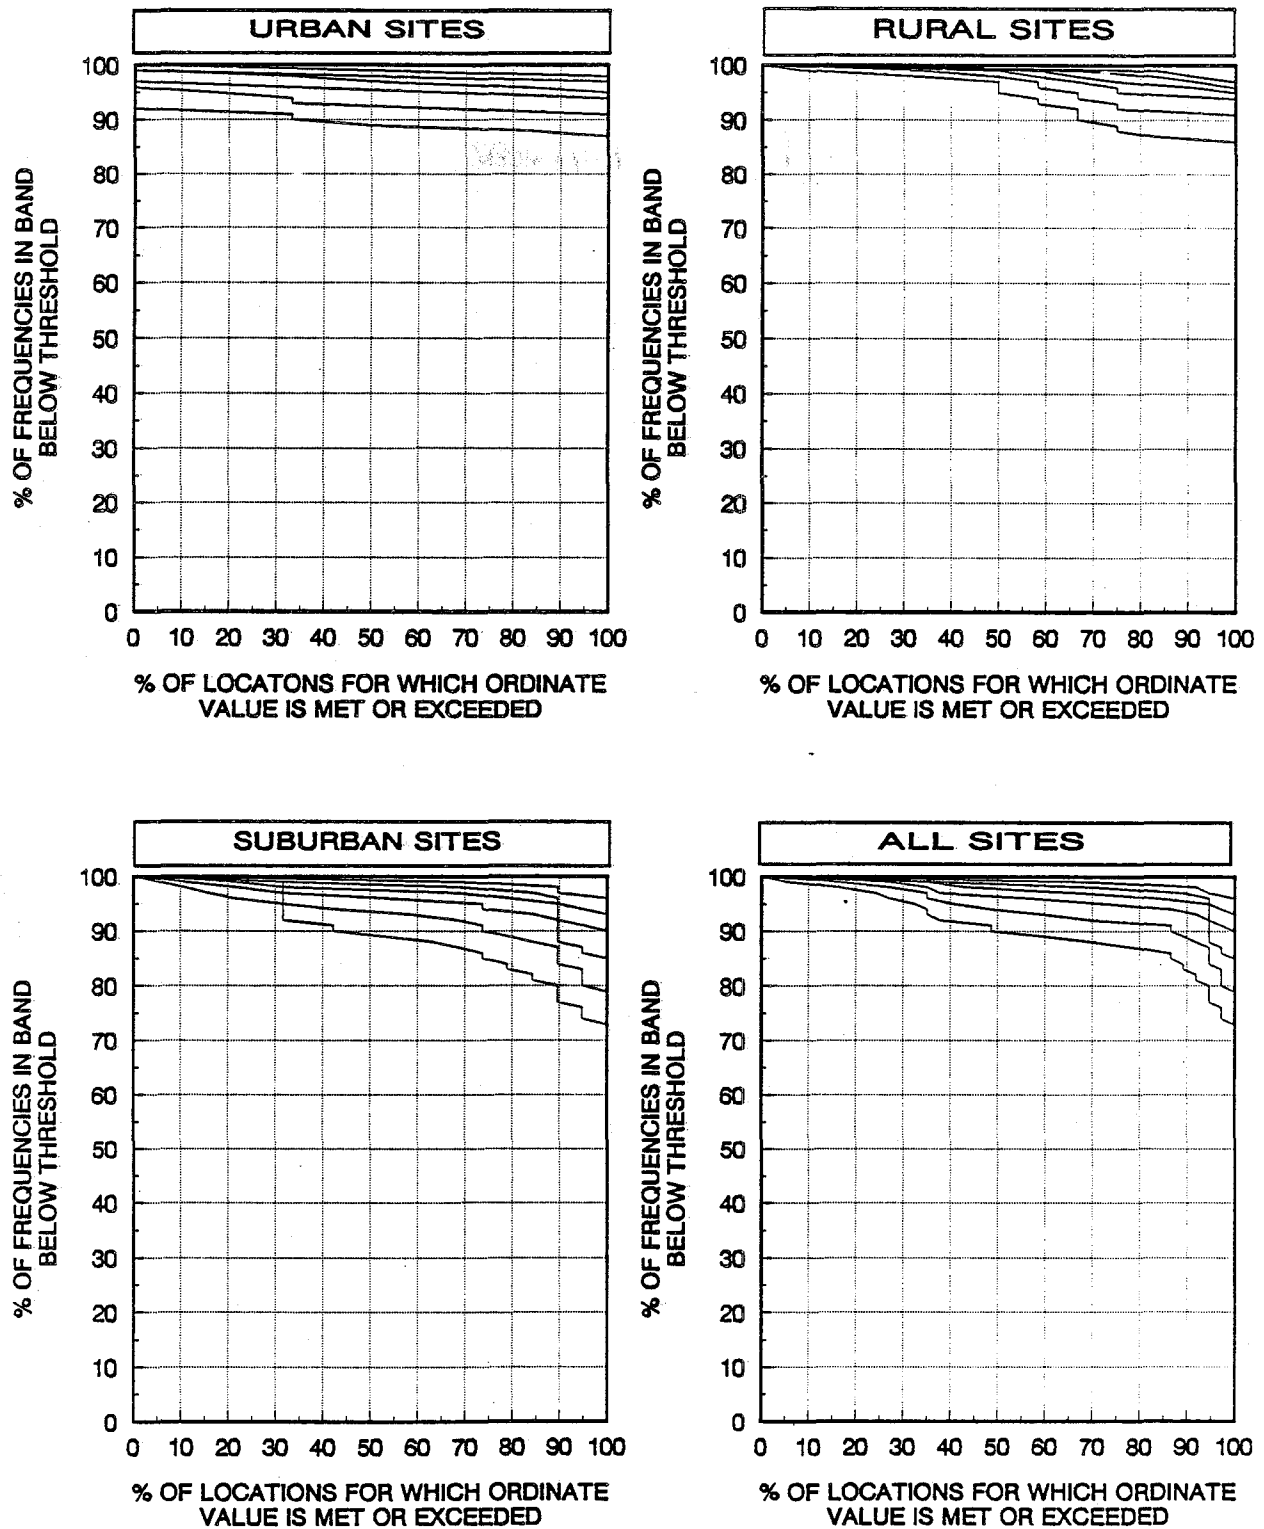 URBAN SITES
100
90
80
70
60
50
40
30
20
10
0
0 10 20 30 40 50 60 70 80 90 100
% OF FREQUENCIES IN BAND
BELOW THRESHOLD
% OF LOCATONS FOR WHICH ORDINATE
VALUE IS MET OR EXCEEDED
RURAL SITES
100
90
80
70
60
50
40
30
20
10
0
0 10 20 30 40 50 60 70 80 90 100
% OF FREQUENCIES IN BAND
BELOW THRESHOLD
% OF LOCATIONS FOR WHICH ORDINATE
VALUE IS MET OR EXCEEDED
SUBURBAN SITES
100
90
80
70
60
50
40
30
20
10
0
0 10 20 30 40 50 60 70 80 90 100
% OF FREQUENCIES IN BAND
BELOW THRESHOLD
% OF LOCATIONS FOR WHICH ORDINATE
VALUE IS MET OR EXCEEDED
ALL SITES
100
90
80
70
60
50
40
30
20
10
0
0 10 20 30 40 50 60 70 80 90 100
% OF FREQUENCIES IN BAND
BELOW THRESHOLD
% OF LOCATIONS FOR WHICH ORDINATE
VALUE IS MET OR EXCEEDED